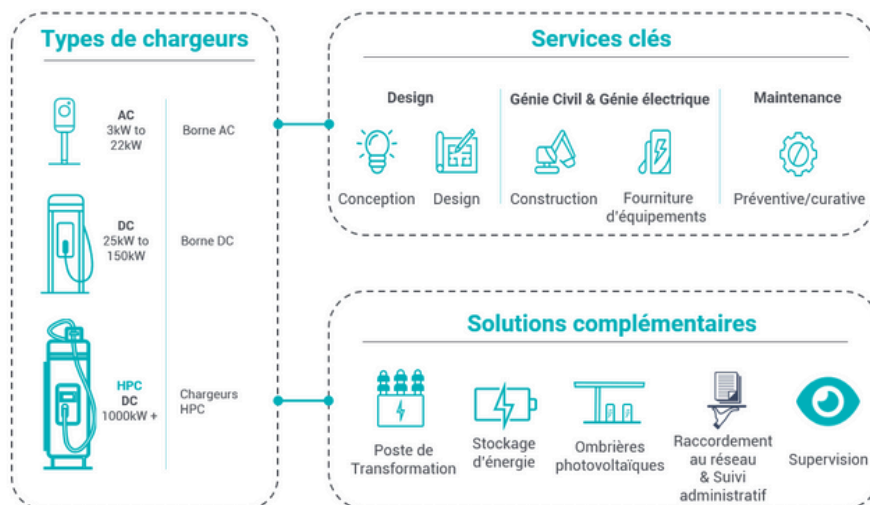 Types de chargeurs
AC
3kW to
22kW
Borne AC
DC
25kW to
150kW
Borne DC
HPC
DC
1000kW +
Chargeurs
HPC
Services clés
Design
Conception
Design
Génie Civil & Génie électrique
Construction
Fourniture
d'équipements
Maintenance
Préventive/curative
Solutions complémentaires
Poste de
Transformation
Stockage
d'énergie
Ombrières
photovoltaïques
Raccordement
au réseau
& Suivi
administratif
Supervision